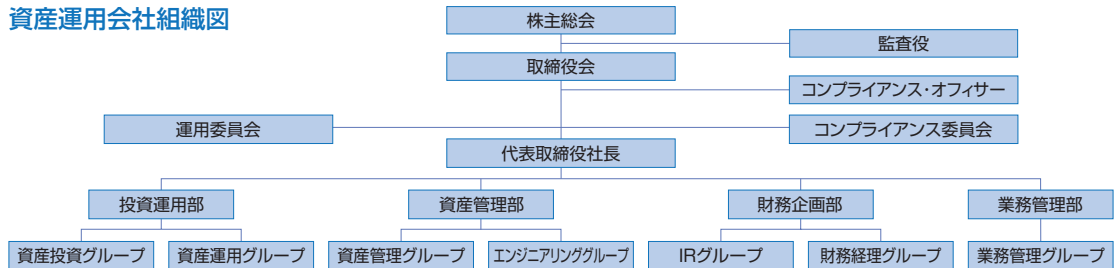 資産運用会社組織図
株主総会
監査役
取締役会
コンプライアンス・オフィサー
運用委員会
コンプライアンス委員会
代表取締役社長
投資運用部
資産管理部
財務企画部
業務管理部
資産投資グループ
資産運用グループ
資産管理グループ
エンジニアリンググループ
IRグループ
財務経理グループ
業務管理グループ